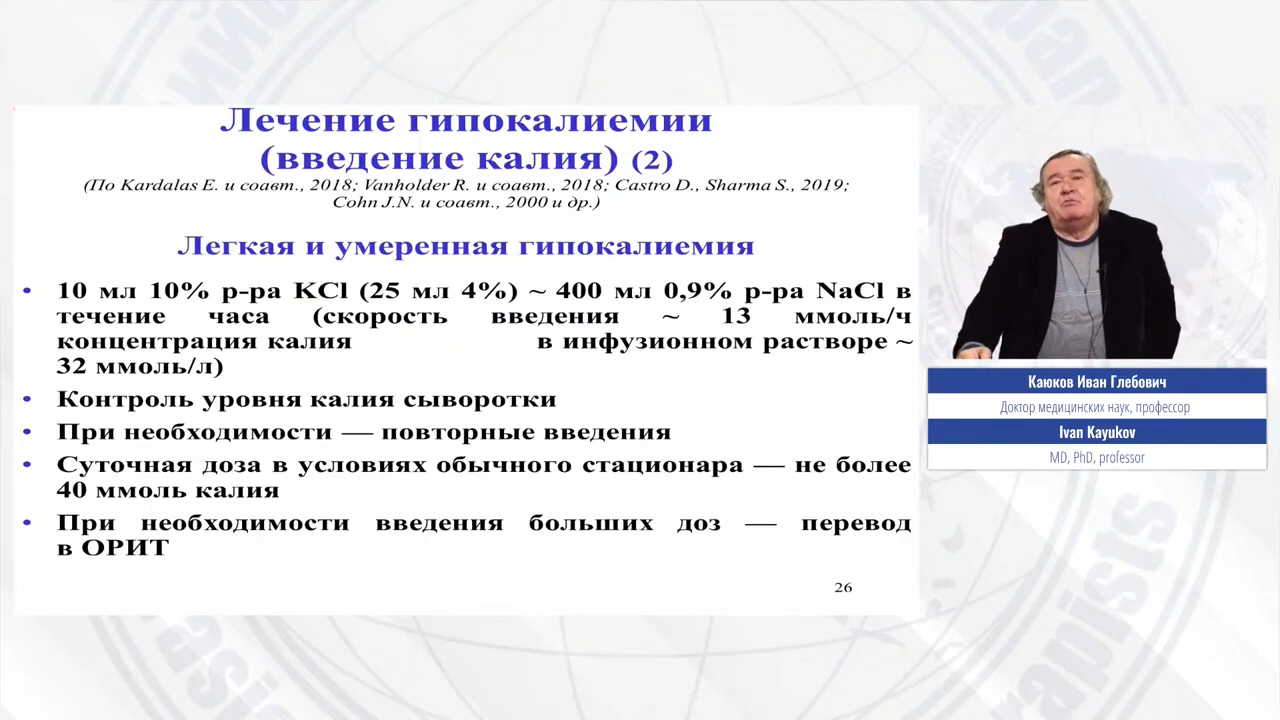 Лечение гипокалиемии
(введение калия) (2)
(По Kardalas E. и соавт., 2018; Vanholder R. и соавт., 2018; Castro D., Sharma S., 2019;
Cohn J.N. и соавт., 2000 и др.)
Легкая и умеренная гипокалиемия
• 10 мл 10% р-ра KCl (25 мл 4%) ~ 400 мл 0,9% р-ра NaCl в
течение часа (скорость введения ~ 13 ммоль/ч
концентрация калия в инфузионном растворе ~
32 ммоль/л)
• Контроль уровня калия сыворотки
• При необходимости — повторные введения
• Суточная доза в условиях обычного стационара — не более
40 ммоль калия
• При необходимости введения больших доз — перевод
в ОРИТ
26
Каюков Иван Глебович
Доктор медицинских наук, профессор
Ivan Kayukov
MD, PhD, professor